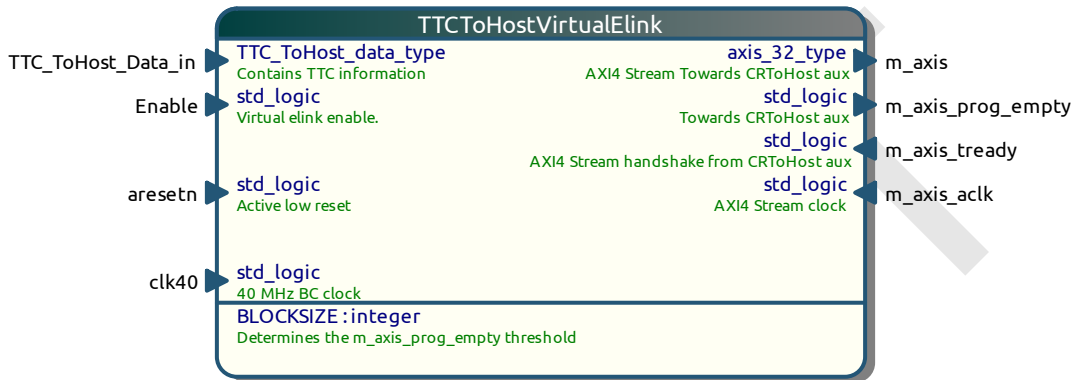 TTCToHostVirtualElink
TTC_ToHost_Data_in
TTC_ToHost_data_type
Contains TTC information
axis_32_type
AXI4 Stream Towards CRToHost aux
m_axis
Enable
std_logic
Virtual elink enable.
std_logic
Towards CRToHost aux
m_axis_prog_empty
std_logic
AXI4 Stream handshake from CRToHost aux
m_axis_tready
aresetn
std_logic
Active low reset
std_logic
AXI4 Stream clock
m_axis_aclk
clk40
std_logic
40 MHz BC clock
BLOCKSIZE : integer
Determines the m_axis_prog_empty threshold